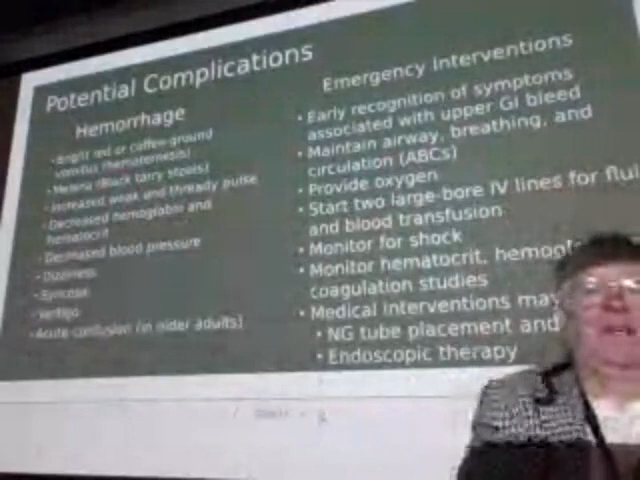 Potential Complications
Hemorrhage
• Bright red or coffee-ground
vomitus (hematemesis)
• Melena (Black tarry stools)
• Increased weak and thready pulse
• Decreased hemoglobin and
hematocrit
• Decreased blood pressure
• Dizziness
• Syncope
• Vertigo
• Acute confusion (in older adults)
Emergency Interventions
• Early recognition of symptoms
associated with upper GI bleed
• Maintain airway, breathing, and
circulation (ABCs)
• Provide oxygen
• Start two large-bore IV lines for flui
and blood transfusion
• Monitor for shock
• Monitor hematocrit, hemogl
coagulation studies
• Medical interventions may
• NG tube placement and
• Endoscopic therapy